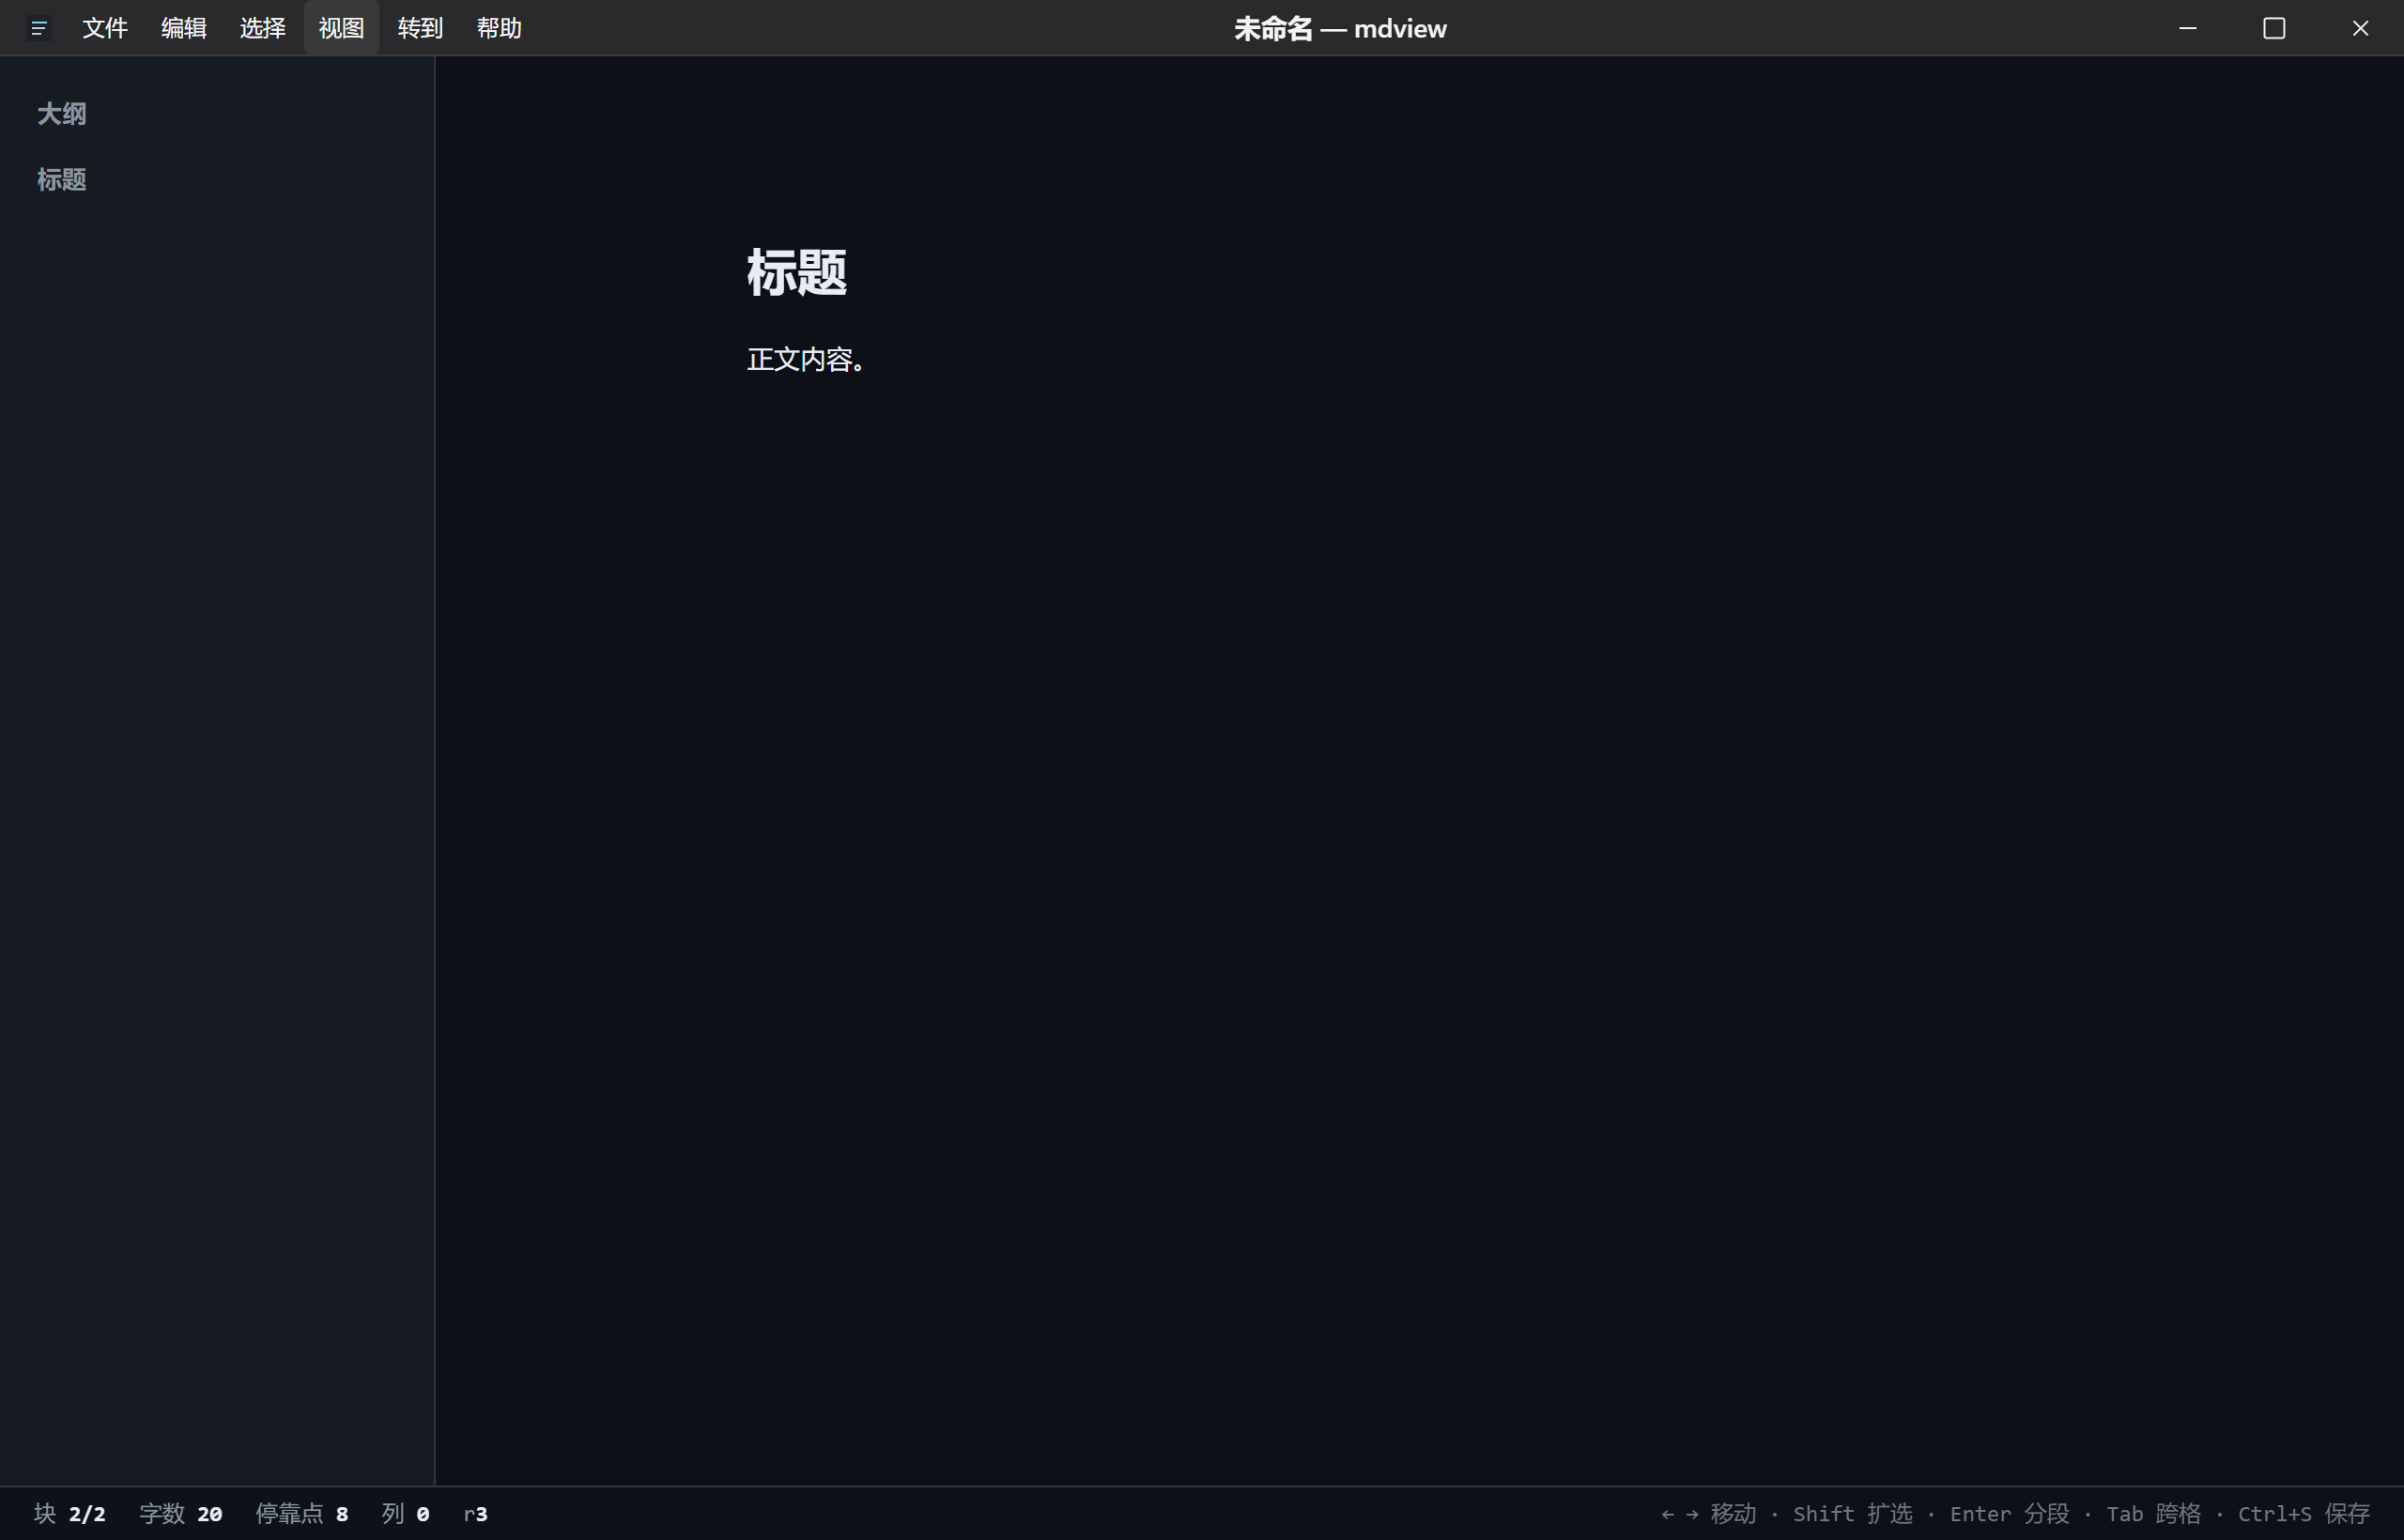 文件 编辑 选择 视图 转到 帮助 未命名 — mdview
大纲
标题
标题
正文内容。
块 2/2 字数 20 停靠点 8 列 0 r3 ← → 移动 · Shift 扩选 · Enter 分段 · Tab 跨格 · Ctrl+S 保存